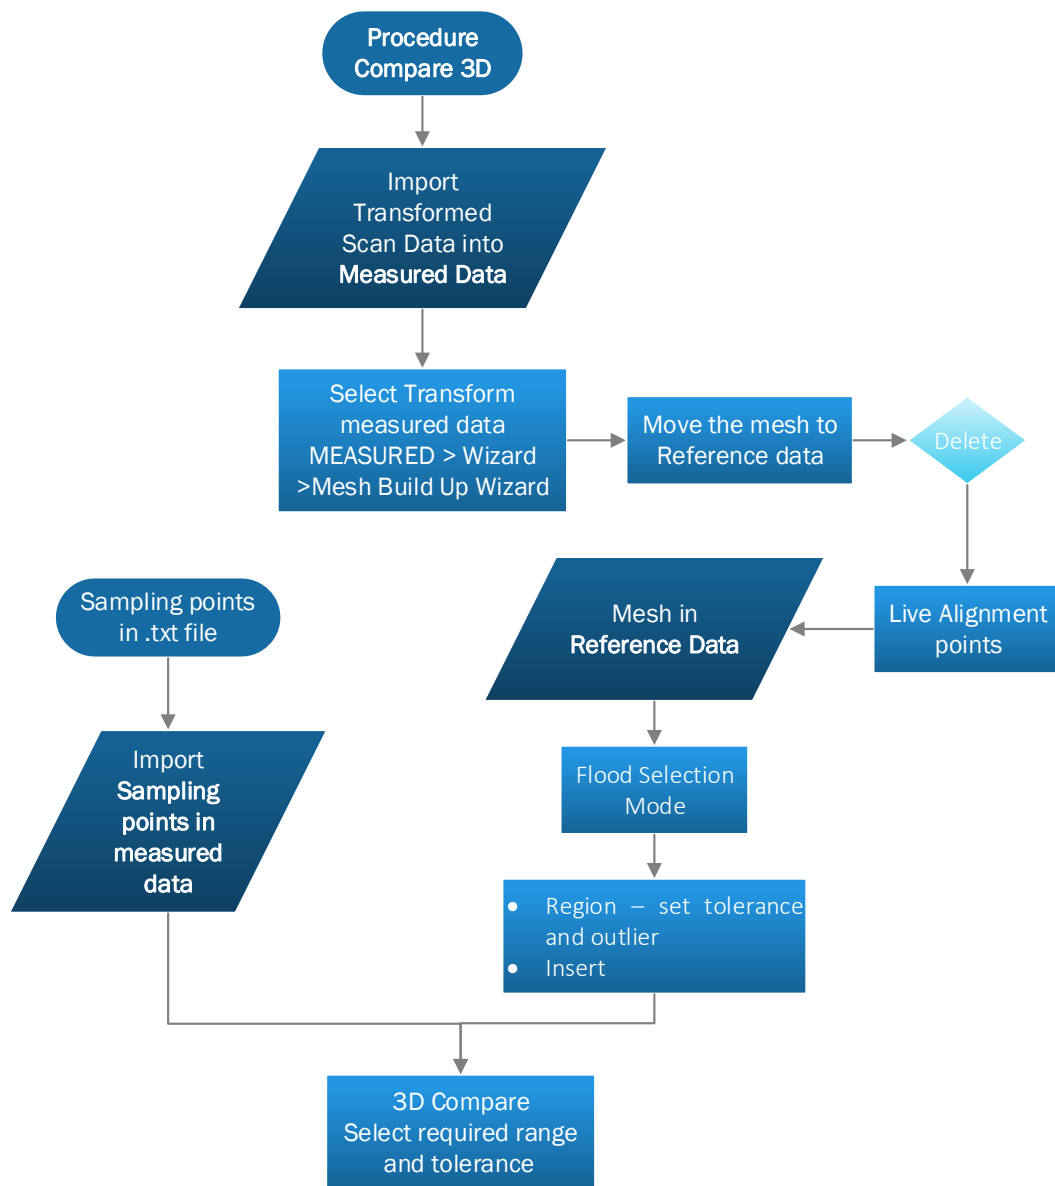 Procedure
Compare 3D
Import
Transformed
Scan Data into
Measured Data
Select Transform
measured data
MEASURED > Wizard
>Mesh Build Up Wizard
Move the mesh to
Reference data
Delete
Live Alignment
points
Mesh in
Reference Data
Flood Selection
Mode
• Region – set tolerance
and outlier
• Insert
Sampling points
in .txt file
Import
Sampling
points in
measured
data
3D Compare
Select required range
and tolerance